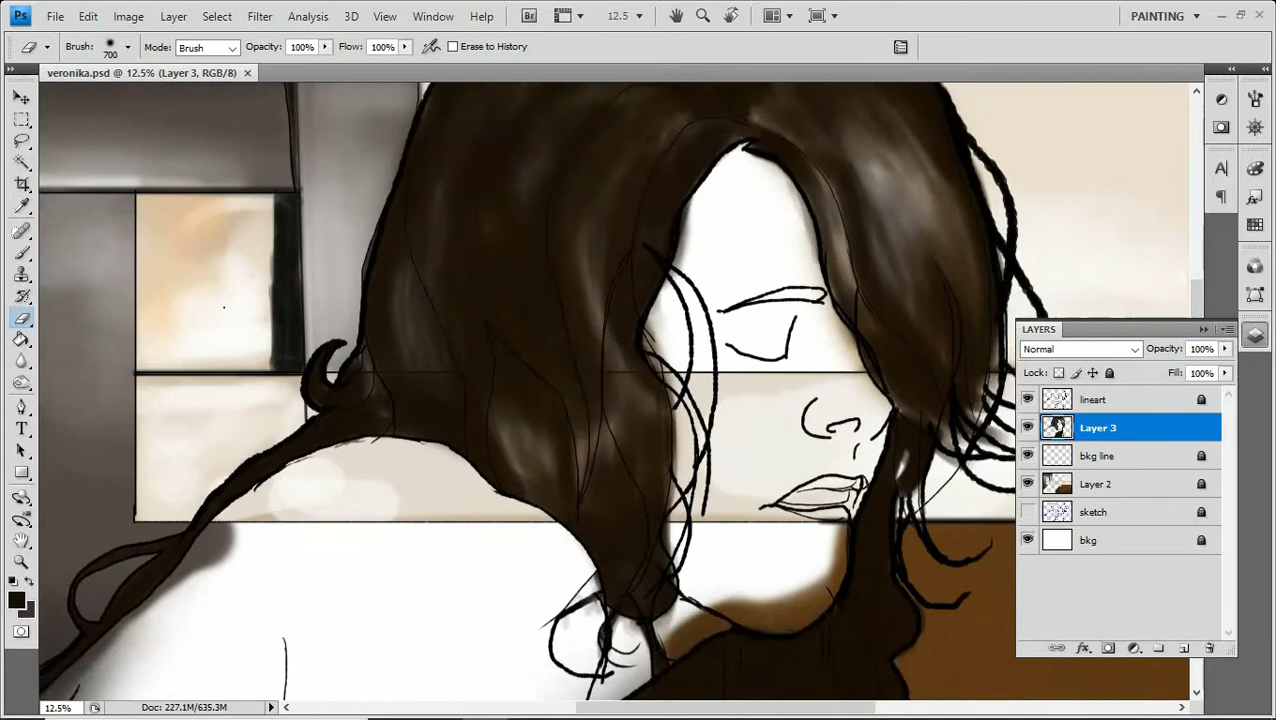 Ps File Edit Image Layer Select Filter Analysis 3D View Window Help Br 12.5 PAINTING
Brush: 700 Mode: Brush Opacity: 100% Flow: 100% Erase to History
veronika.psd @ 12.5% (Layer 3, RGB/8)
LAYERS
Normal Opacity: 100%
Lock: Fill: 100%
lineart
Layer 3
bkg line
Layer 2
sketch
bkg
fx
12.5% Doc: 227.1M/635.3M